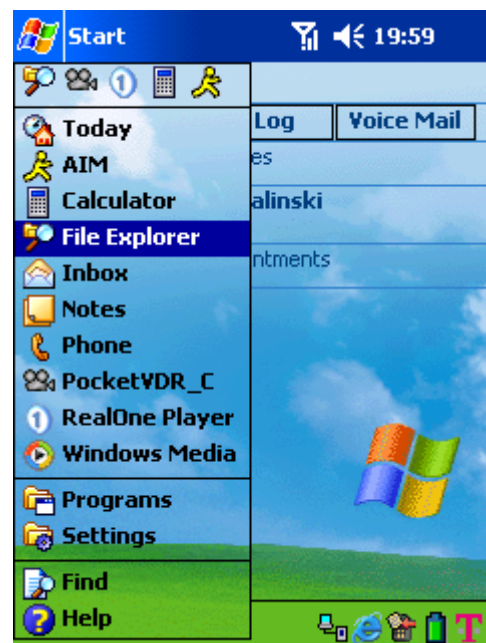 Start 19:59
Log Voice Mail
Today
es
AIM
Calculator
alinski
File Explorer
ntments
Inbox
Notes
Phone
PocketVDR_C
RealOne Player
Windows Media
Programs
Settings
Find
Help
T